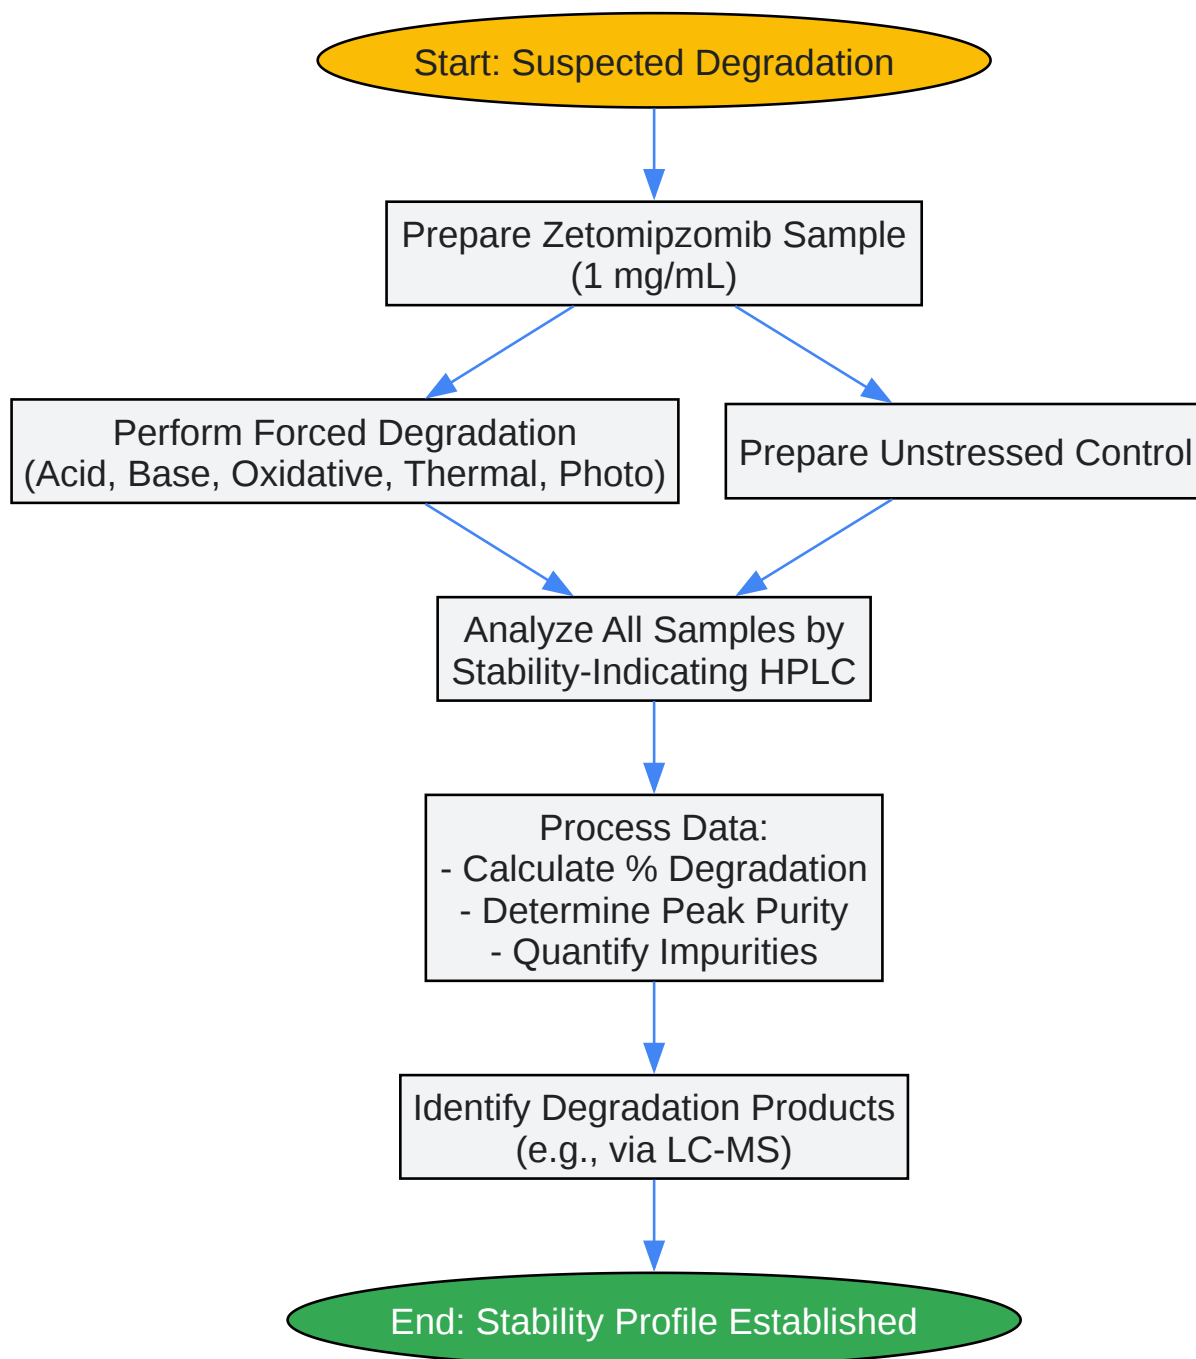 Start: Suspected Degradation
Prepare Zetomipzomib Sample
(1 mg/mL)
Perform Forced Degradation
(Acid, Base, Oxidative, Thermal, Photo)
Prepare Unstressed Control
Analyze All Samples by
Stability-Indicating HPLC
Process Data:
- Calculate % Degradation
- Determine Peak Purity
- Quantify Impurities
Identify Degradation Products
(e.g., via LC-MS)
End: Stability Profile Established